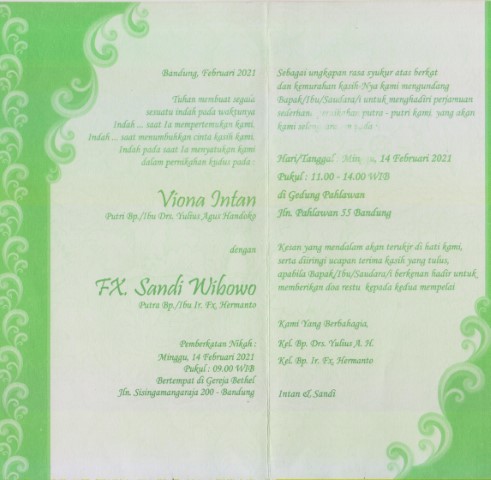 Bandung, Februari 2021
Tuhan membuat segala
sesuatu indah pada waktunya
Indah ... saat Ia mempertemukan kami,
Indah ... saat menumbuhkan cinta kasih kami,
Indah pada saat Ia menyatukan kami
dalam pernikahan kudus pada :
Viona Intan
Putri Bp./Ibu Drs. Yulius Agus Handoko
dengan
FX. Sandi Wibowo
Putra Bp./Ibu Ir. Fx. Hermanto
Pemberkatan Nikah :
Minggu, 14 Februari 2021
Pukul : 09.00 WIB
Bertempat di Gereja Bethel
Jln. Sisingamangaraja 200 - Bandung
Sebagai ungkapan rasa syukur atas berkat
dan kemurahan kasih-Nya kami mengundang
Bapak/Ibu/Saudara/i untuk menghadiri perjamuan
putra - putri kami yang akan
kami pada :
Hari/Tanggal : Minggu, 14 Februari 2021
Pukul : 11.00 - 14.00 WIB
di Gedung Pahlawan
Jln. Pahlawan 55 Bandung
Kesan yang mendalam akan terukir di hati kami,
serta diiringi ucapan terima kasih yang tulus,
apabila Bapak/Ibu/Saudara/i berkenan hadir untuk
memberikan doa restu kepada kedua mempelai
Kami Yang Berbahagia,
Kel. Bp. Drs. Yulius A. H.
Kel. Bp. Ir. Fx. Hermanto
Intan & Sandi